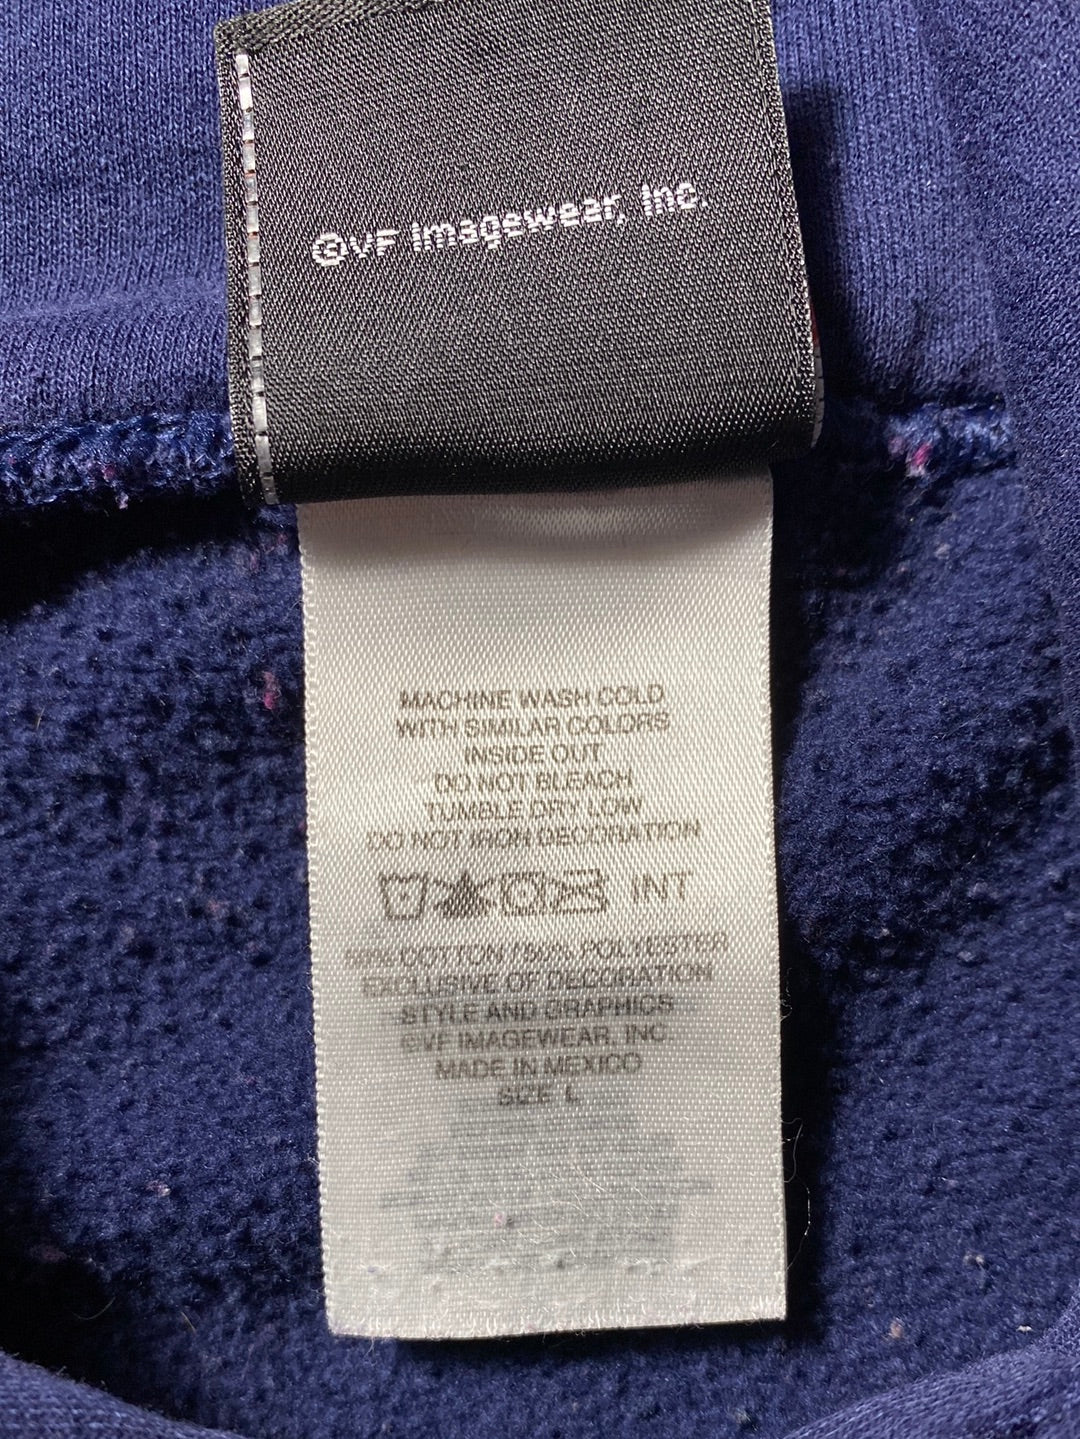 ©VF Imagewear, Inc.
MACHINE WASH COLD
WITH SIMILAR COLORS
INSIDE OUT
DO NOT BLEACH
TUMBLE DRY LOW
DO NOT IRON DECORATION
INT
COTTON / 50% POLYESTER
EXCLUSIVE OF DECORATION
STYLE AND GRAPHICS
©VF IMAGEWEAR, INC.
MADE IN MEXICO
SIZE L